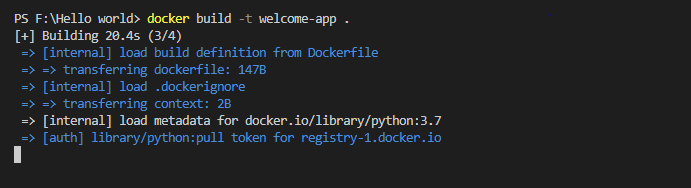 PS F:\Hello world> docker build -t welcome-app .
[+] Building 20.4s (3/4)
=> [internal] load build definition from Dockerfile
=> => transferring dockerfile: 147B
=> [internal] load .dockerignore
=> => transferring context: 2B
=> [internal] load metadata for docker.io/library/python:3.7
=> [auth] library/python:pull token for registry-1.docker.io